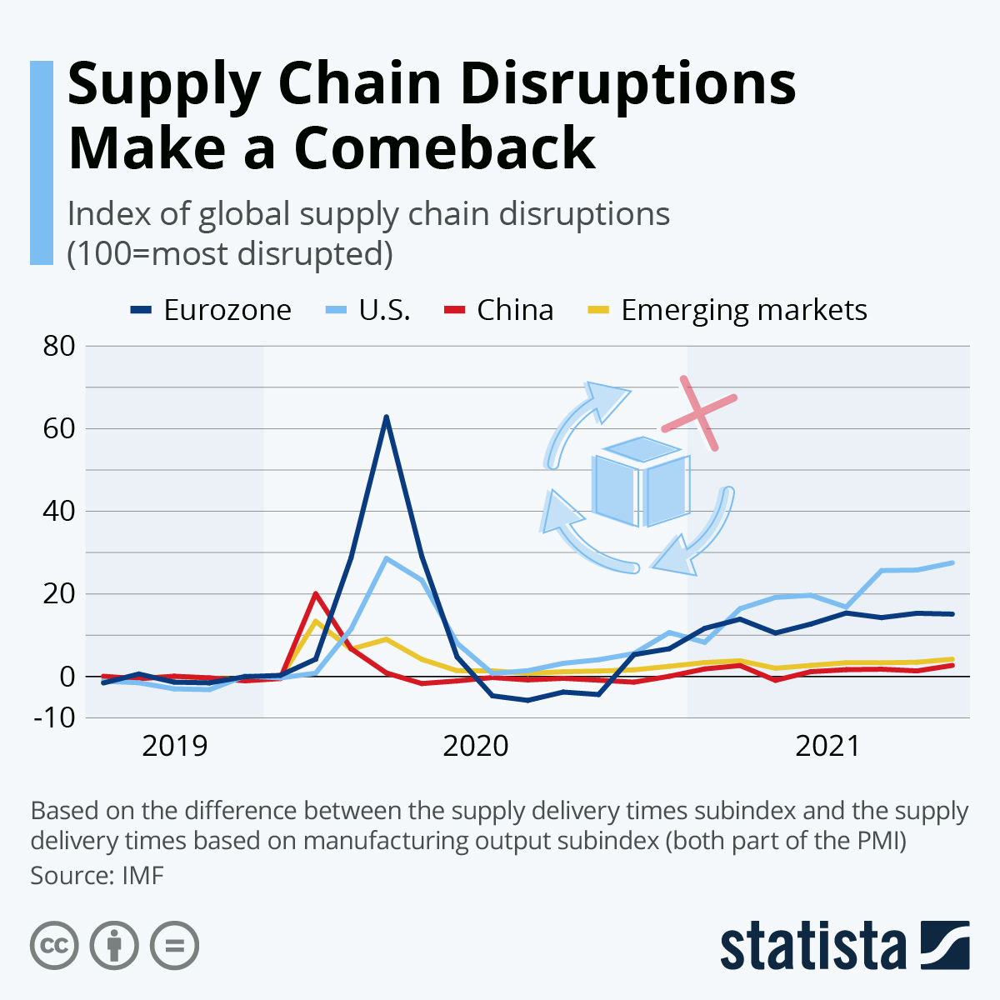 Supply Chain Disruptions
Make a Comeback
Index of global supply chain disruptions
(100=most disrupted)
Eurozone U.S. China Emerging markets
80
60
40
20
0
-10
2019 2020 2021
Based on the difference between the supply delivery times subindex and the supply
delivery times based on manufacturing output subindex (both part of the PMI)
Source: IMF
cc
statista